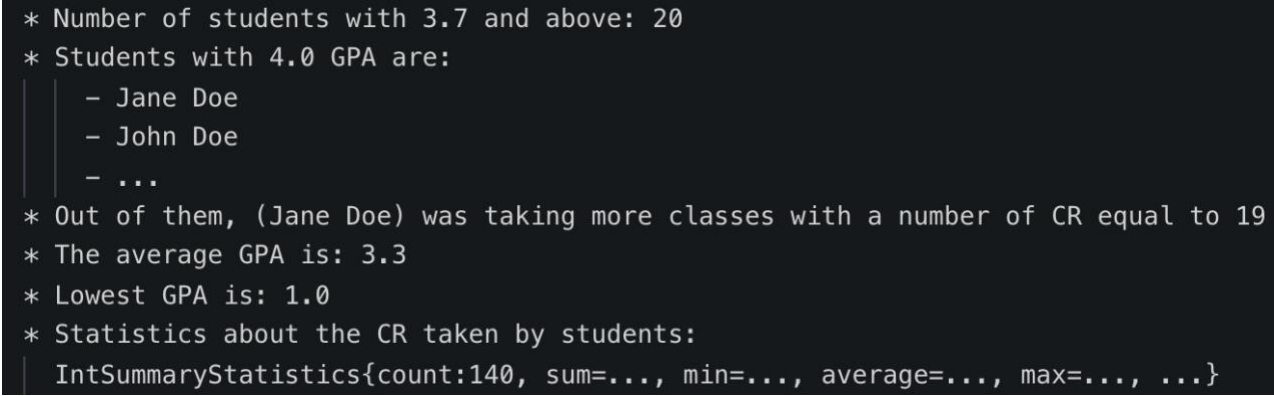 * Number of students with 3.7 and above: 20
* Students with 4.0 GPA are:
– Jane Doe
– John Doe
– ...
* Out of them, (Jane Doe) was taking more classes with a number of CR equal to 19
* The average GPA is: 3.3
* Lowest GPA is: 1.0
* Statistics about the CR taken by students:
IntSummaryStatistics{count:140, sum=..., min=..., average=..., max=..., ...}